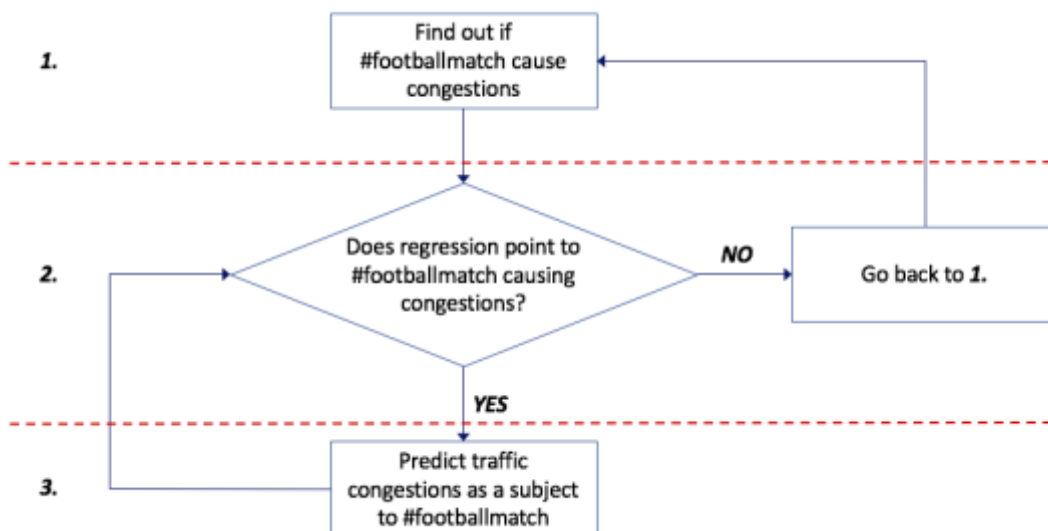 1.
Find out if
#footballmatch cause
congestions
2.
Does regression point to
#footballmatch causing
congestions?
NO
Go back to 1.
YES
3.
Predict traffic
congestions as a subject
to #footballmatch